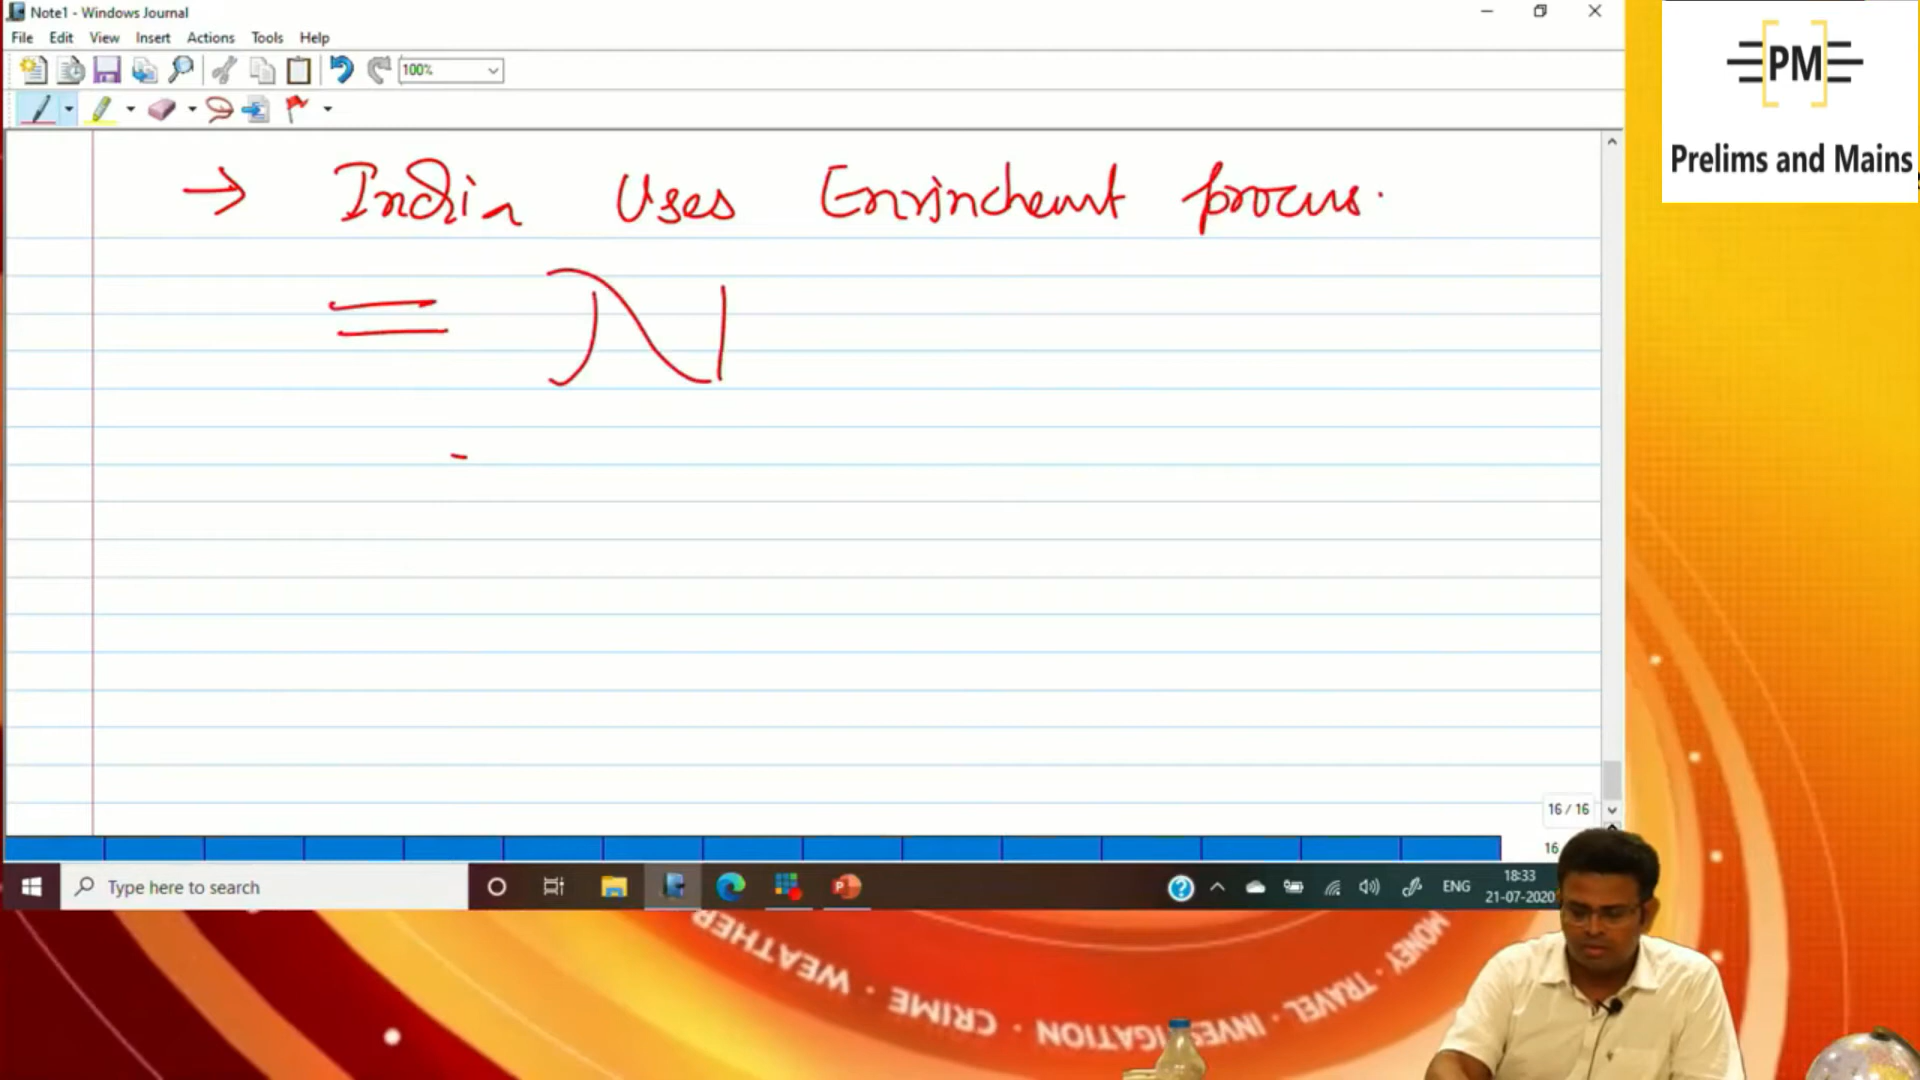 Note1 - Windows Journal
File Edit View Insert Actions Tools Help
100%
→ India Uses Enrinchemt process.
= N
-
16 / 16
16
Type here to search
ENG
18:33
21-07-2020
PM
Prelims and Mains
WEATHER · CRIME · INVESTIGATION · TRAVEL · MONEY